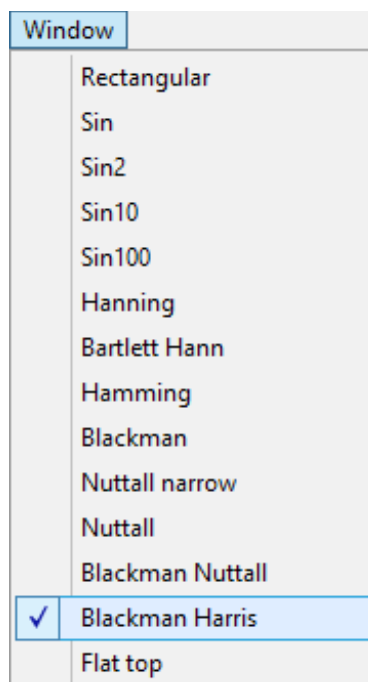 Window
Rectangular
Sin
Sin2
Sin10
Sin100
Hanning
Bartlett Hann
Hamming
Blackman
Nuttall narrow
Nuttall
Blackman Nuttall
Blackman Harris
Flat top